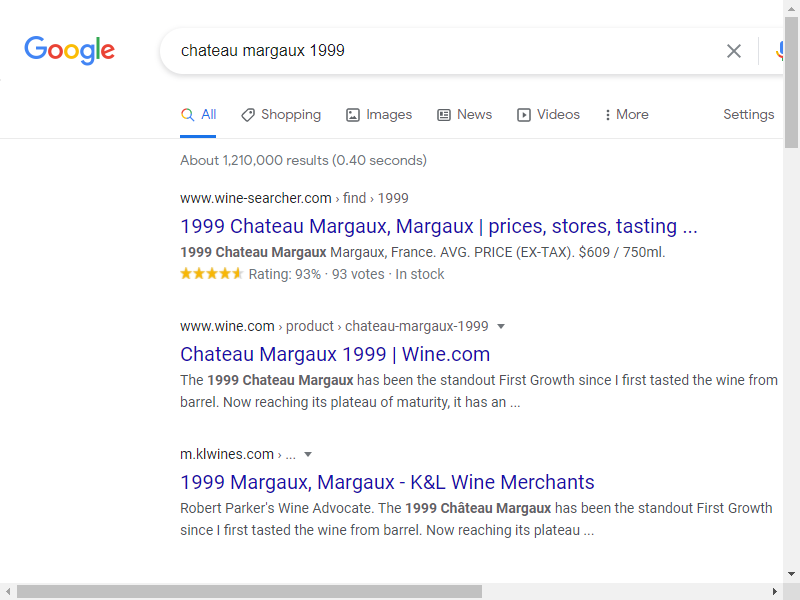 Google
chateau margaux 1999
All Shopping Images News Videos More Settings
About 1,210,000 results (0.40 seconds)
www.wine-searcher.com › find › 1999
1999 Chateau Margaux, Margaux | prices, stores, tasting ...
1999 Chateau Margaux Margaux, France. AVG. PRICE (EX-TAX). $609 / 750ml.
Rating: 93% · 93 votes · In stock
www.wine.com › product › chateau-margaux-1999
Chateau Margaux 1999 | Wine.com
The 1999 Chateau Margaux has been the standout First Growth since I first tasted the wine from
barrel. Now reaching its plateau of maturity, it has an ...
m.klwines.com › ...
1999 Margaux, Margaux - K&L Wine Merchants
Robert Parker's Wine Advocate. The 1999 Château Margaux has been the standout First Growth
since I first tasted the wine from barrel. Now reaching its plateau ...